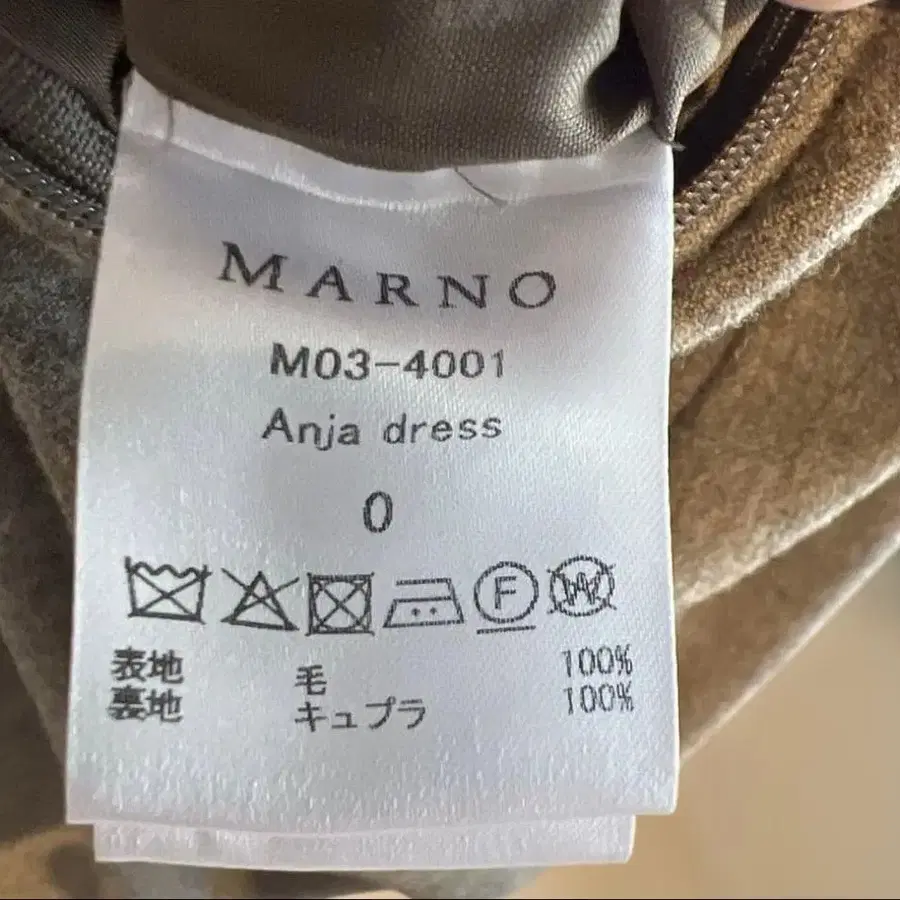 MARNO
M03-4001
Anja dress
0
F W
表地 毛 100%
裏地 キュプラ 100%